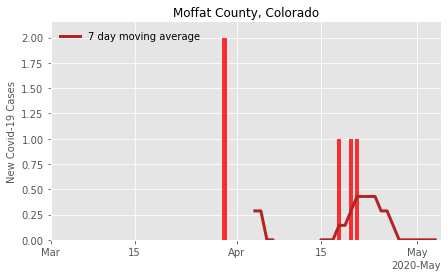 Moffat County, Colorado
7 day moving average
New Covid-19 Cases
2.00
1.75
1.50
1.25
1.00
0.75
0.50
0.25
0.00
Mar
15
Apr
15
May
2020-May